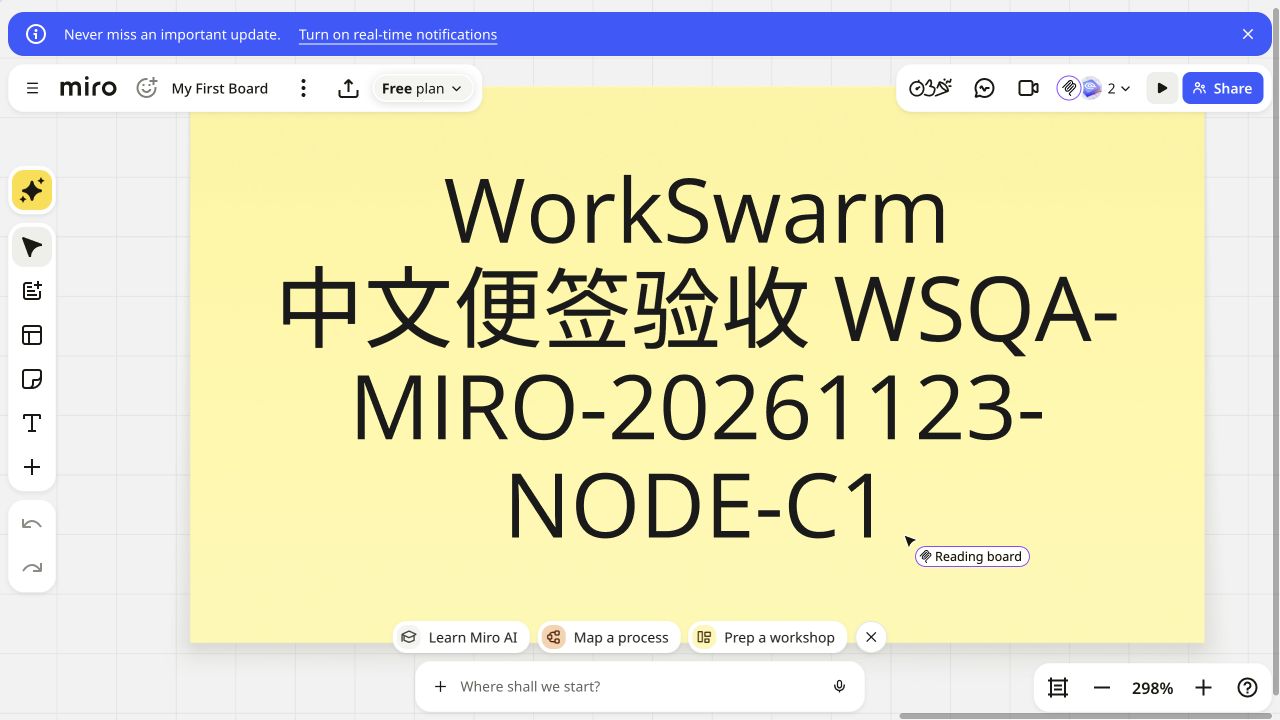 Never miss an important update. Turn on real-time notifications
miro My First Board Free plan 2 Share
WorkSwarm
中文便签验收 WSQA-
MIRO-20261123-
NODE-C1
Reading board
Learn Miro AI Map a process Prep a workshop
Where shall we start?
298%